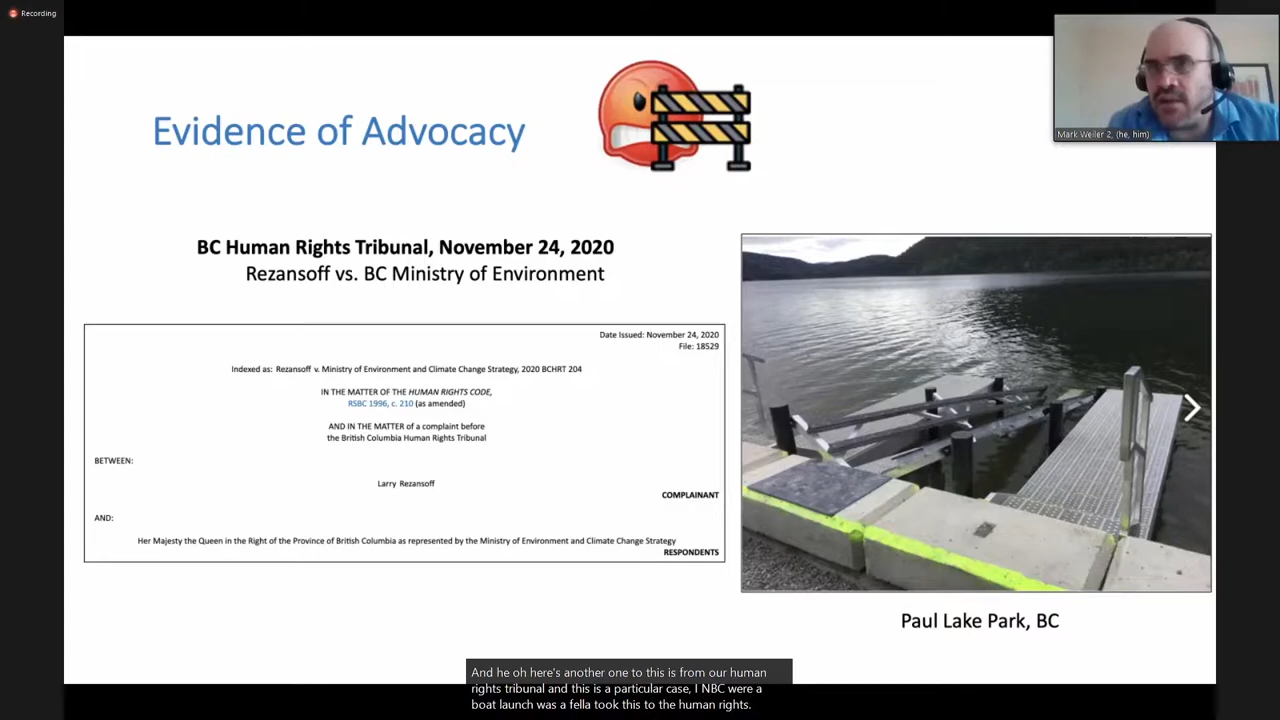 Recording
Mark Weiler 2, (he, him)
Evidence of Advocacy
BC Human Rights Tribunal, November 24, 2020
Rezansoff vs. BC Ministry of Environment
Date Issued: November 24, 2020
File: 18529
Indexed as: Rezansoff v. Ministry of Environment and Climate Change Strategy, 2020 BCHRT 204
IN THE MATTER OF THE HUMAN RIGHTS CODE,
RSBC 1996, c. 210 (as amended)
AND IN THE MATTER of a complaint before
the British Columbia Human Rights Tribunal
BETWEEN:
Larry Rezansoff
COMPLAINANT
AND:
Her Majesty the Queen in the Right of the Province of British Columbia as represented by the Ministry of Environment and Climate Change Strategy
RESPONDENTS
Paul Lake Park, BC
And he oh here's another one to this is from our human
rights tribunal and this is a particular case, I NBC were a
boat launch was a fella took this to the human rights.